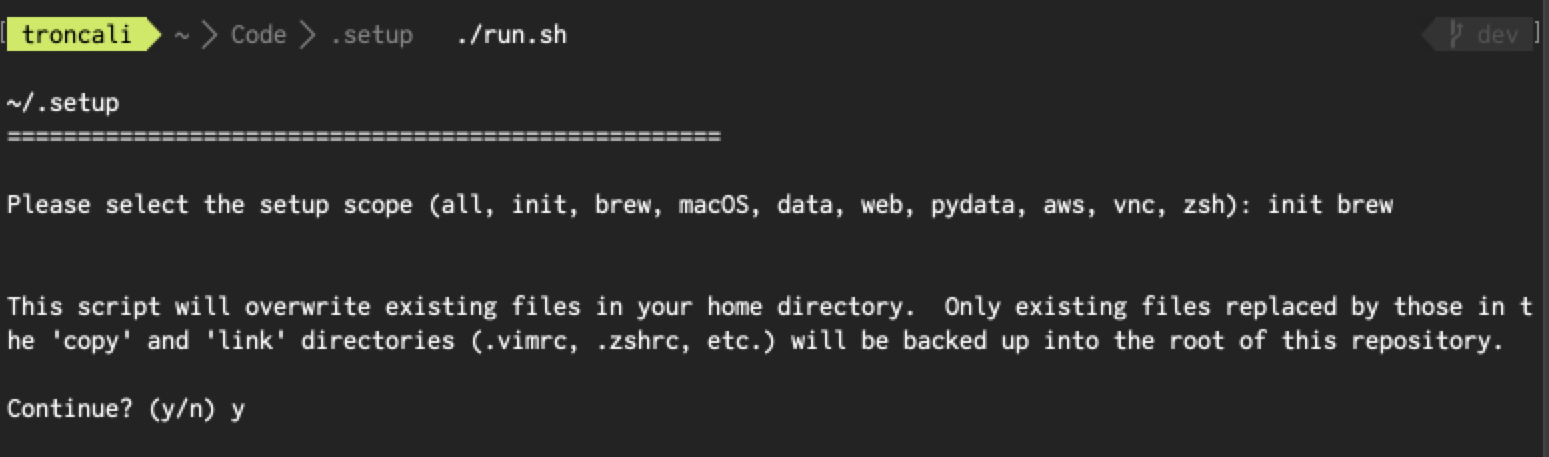 [ troncali ~ > Code > .setup ./run.sh dev ]
~/.setup
===================================================
Please select the setup scope (all, init, brew, macOS, data, web, pydata, aws, vnc, zsh): init brew
This script will overwrite existing files in your home directory.  Only existing files replaced by those in t
he 'copy' and 'link' directories (.vimrc, .zshrc, etc.) will be backed up into the root of this repository.
Continue? (y/n) y